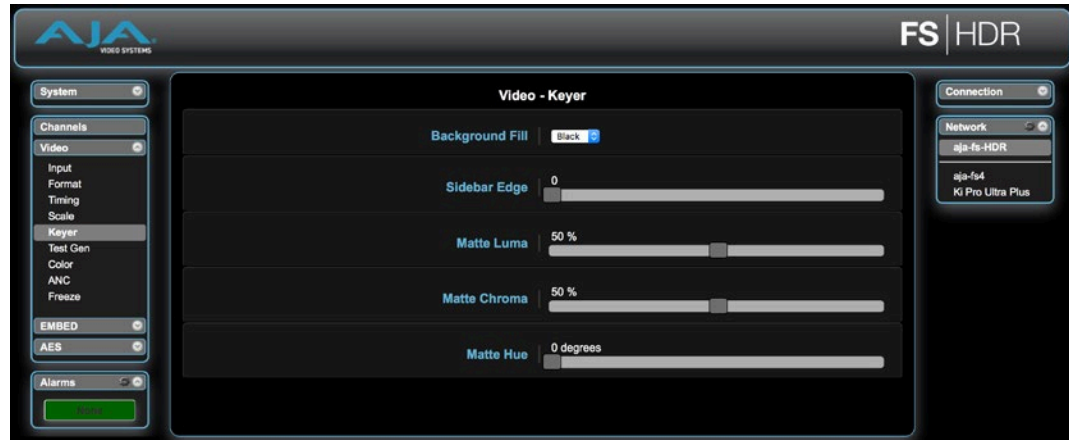 AJA
VIDEO SYSTEMS
FS|HDR
System
Channels
Video
Input
Format
Timing
Scale
Keyer
Test Gen
Color
ANC
Freeze
EMBED
AES
Alarms
None
Video - Keyer
Background Fill
Black
Sidebar Edge
0
Matte Luma
50 %
Matte Chroma
50 %
Matte Hue
0 degrees
Connection
Network
aja-fs-HDR
aja-fs4
Ki Pro Ultra Plus